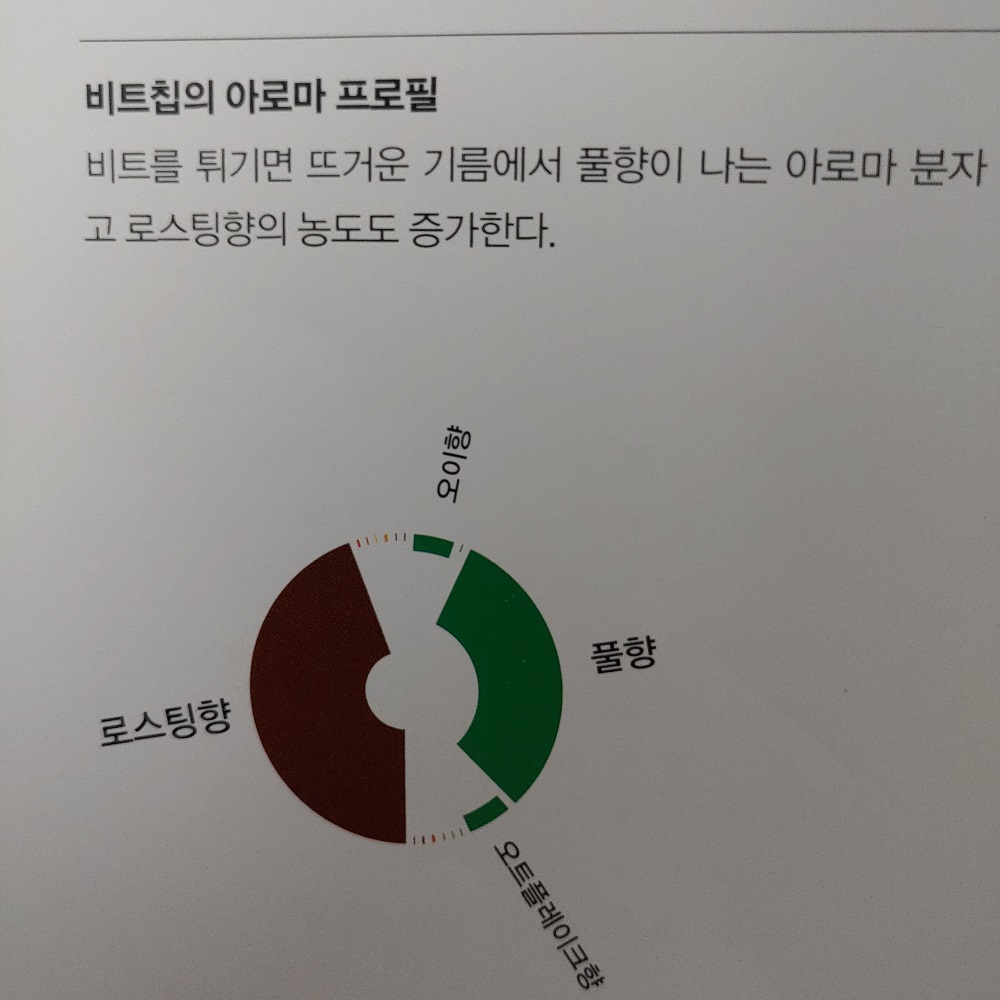 비트칩의 아로마 프로필
비트를 튀기면 뜨거운 기름에서 풀향이 나는 아로마 분자
고 로스팅향의 농도도 증가한다.
오이향
풀향
로스팅향
오트플레이크향